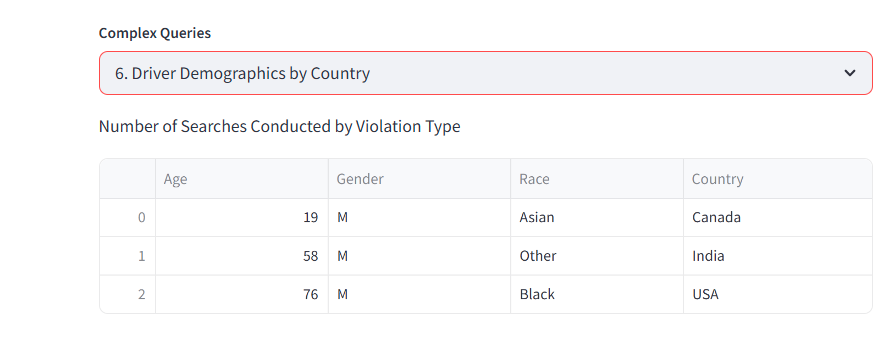 Complex Queries
6. Driver Demographics by Country
Number of Searches Conducted by Violation Type
Age Gender Race Country
0 19 M Asian Canada
1 58 M Other India
2 76 M Black USA